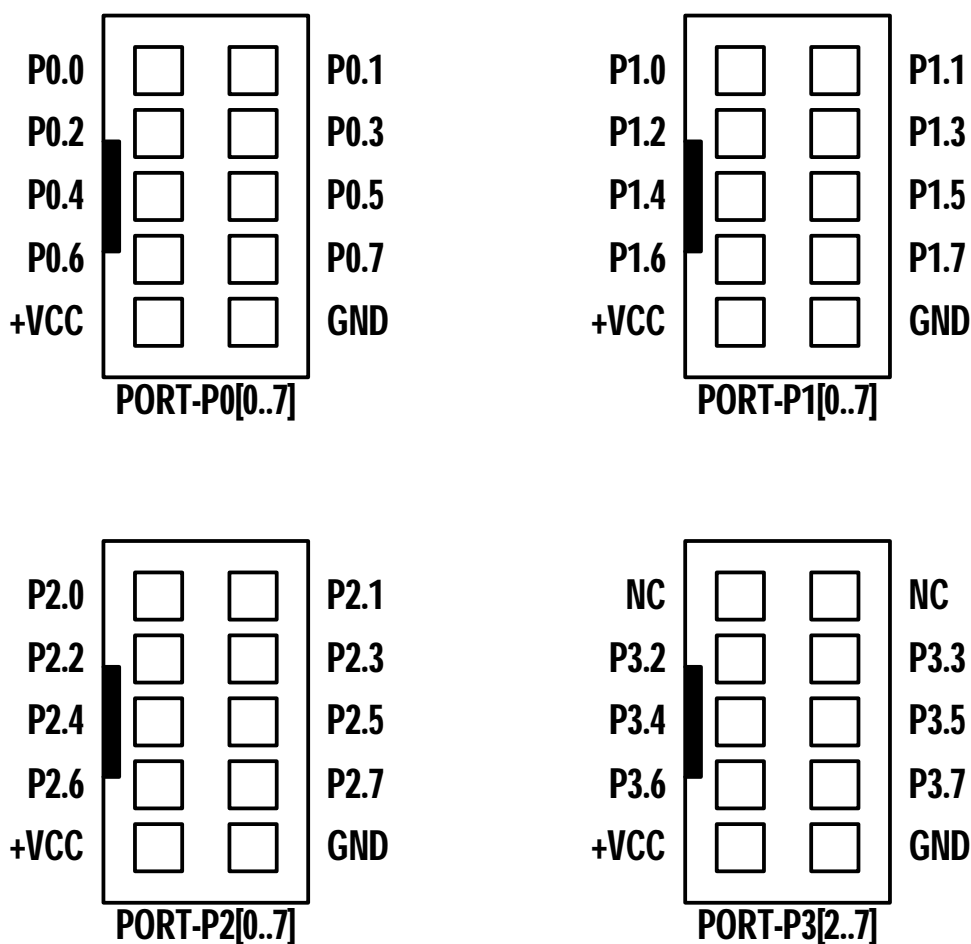 P0.0 P0.1
P0.2 P0.3
P0.4 P0.5
P0.6 P0.7
+VCC GND
PORT-P0[0..7]
P1.0 P1.1
P1.2 P1.3
P1.4 P1.5
P1.6 P1.7
+VCC GND
PORT-P1[0..7]
P2.0 P2.1
P2.2 P2.3
P2.4 P2.5
P2.6 P2.7
+VCC GND
PORT-P2[0..7]
NC NC
P3.2 P3.3
P3.4 P3.5
P3.6 P3.7
+VCC GND
PORT-P3[2..7]